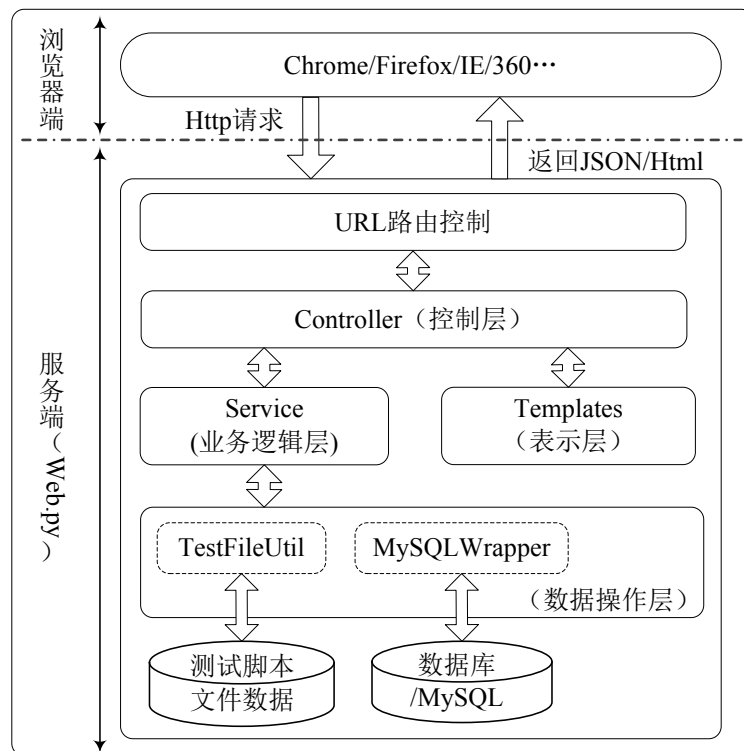 浏览器端
Chrome/Firefox/IE/360…
Http请求
返回JSON/Html
服务端（Web.py）
URL路由控制
Controller（控制层）
Service
(业务逻辑层)
Templates
（表示层）
TestFileUtil
MySQLWrapper
（数据操作层）
测试脚本
文件数据
数据库
/MySQL